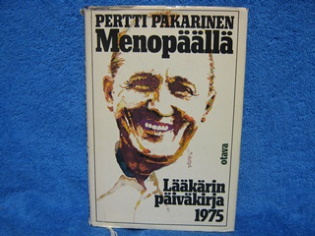 PERTTI PAKARINEN
Menopäällä
otava
Lääkärin
päiväkirja
1975